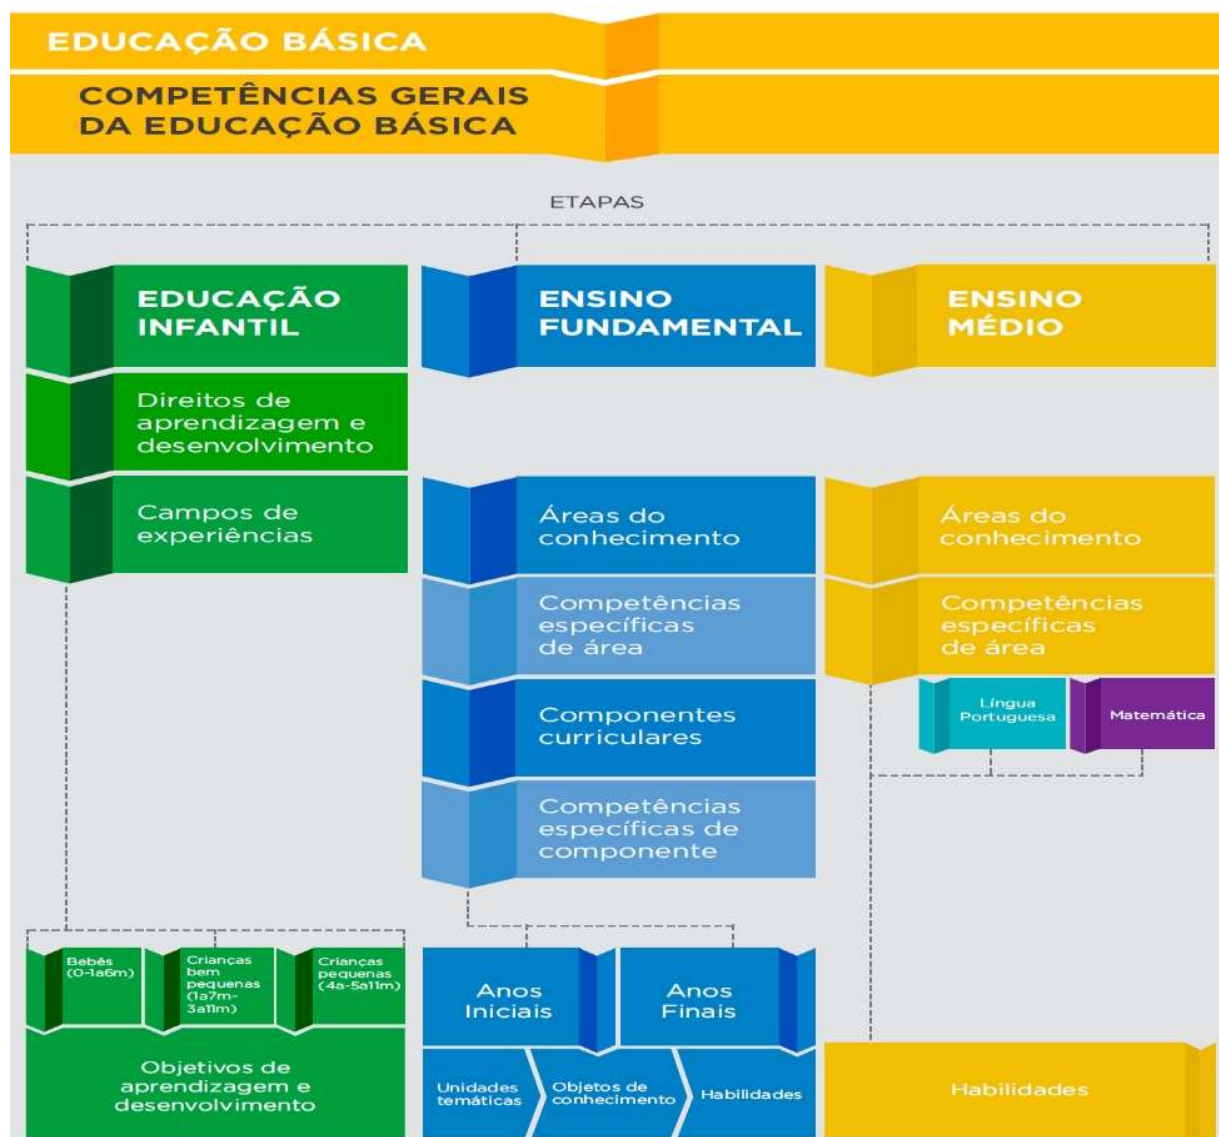 EDUCAÇÃO BÁSICA
COMPETÊNCIAS GERAIS
DA EDUCAÇÃO BÁSICA
ETAPAS
EDUCAÇÃO
INFANTIL
Direitos de
aprendizagem e
desenvolvimento
Campos de
experiências
Bebês
(0-1a6m)
Crianças
bem
pequenas
(1a7m-
3a11m)
Crianças
pequenas
(4a-5a11m)
Objetivos de
aprendizagem e
desenvolvimento
ENSINO
FUNDAMENTAL
Áreas do
conhecimento
Competências
específicas
de área
Componentes
curriculares
Competências
específicas de
componente
Anos
Iniciais
Anos
Finais
Unidades
temáticas
Objetos de
conhecimento
Habilidades
ENSINO
MÉDIO
Áreas do
conhecimento
Competências
específicas
de área
Língua
Portuguesa
Matemática
Habilidades